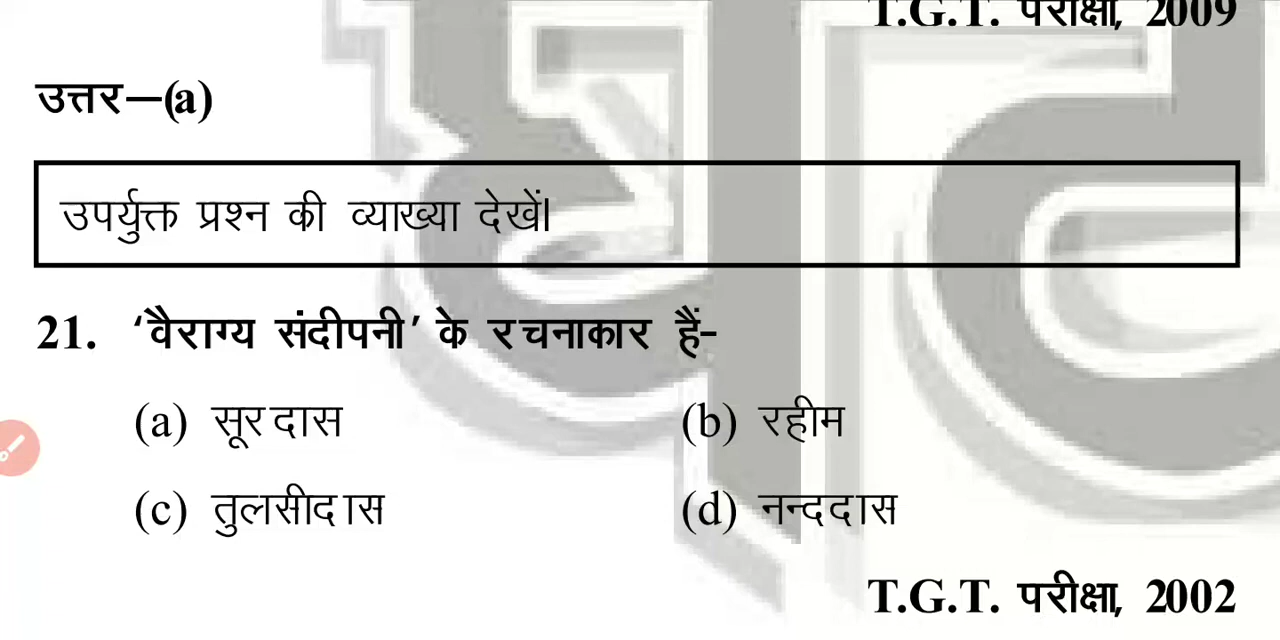 T.G.T. परीक्षा, 2009
उत्तर—(a)
उपर्युक्त प्रश्न की व्याख्या देखें।
21. ‘वैराग्य संदीपनी’ के रचनाकार हैं-
(a) सूरदास (b) रहीम
(c) तुलसीदास (d) नन्ददास
T.G.T. परीक्षा, 2002